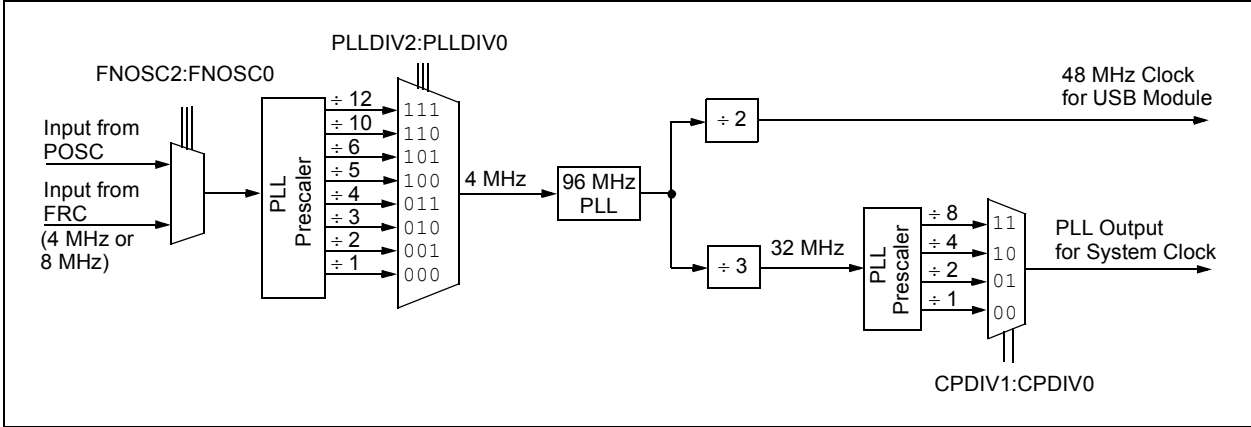 PLLDIV2:PLLDIV0
FNOSC2:FNOSC0
Input from
POSC
Input from
FRC
(4 MHz or
8 MHz)
PLL
Prescaler
÷ 12
÷ 10
÷ 6
÷ 5
÷ 4
÷ 3
÷ 2
÷ 1
111
110
101
100
011
010
001
000
4 MHz
96 MHz
PLL
÷ 2
48 MHz Clock
for USB Module
÷ 3
32 MHz
PLL
Prescaler
÷ 8
÷ 4
÷ 2
÷ 1
11
10
01
00
PLL Output
for System Clock
CPDIV1:CPDIV0